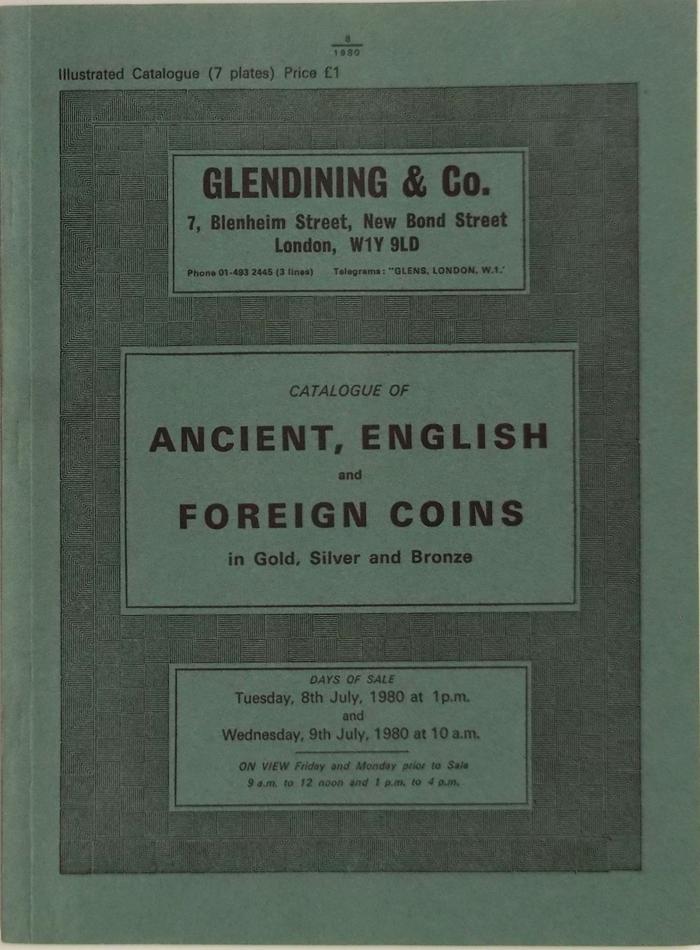 8
1980
Illustrated Catalogue (7 plates) Price £1
GLENDINING & Co.
7, Blenheim Street, New Bond Street
London, W1Y 9LD
Phone 01-493 2445 (3 lines) Telegrams: "GLENS, LONDON, W.1.'
CATALOGUE OF
ANCIENT, ENGLISH
and
FOREIGN COINS
in Gold, Silver and Bronze
DAYS OF SALE
Tuesday, 8th July, 1980 at 1p.m.
and
Wednesday, 9th July, 1980 at 10 a.m.
ON VIEW Friday and Monday prior to Sale
9 a.m. to 12 noon and 1 p.m. to 4 p.m.